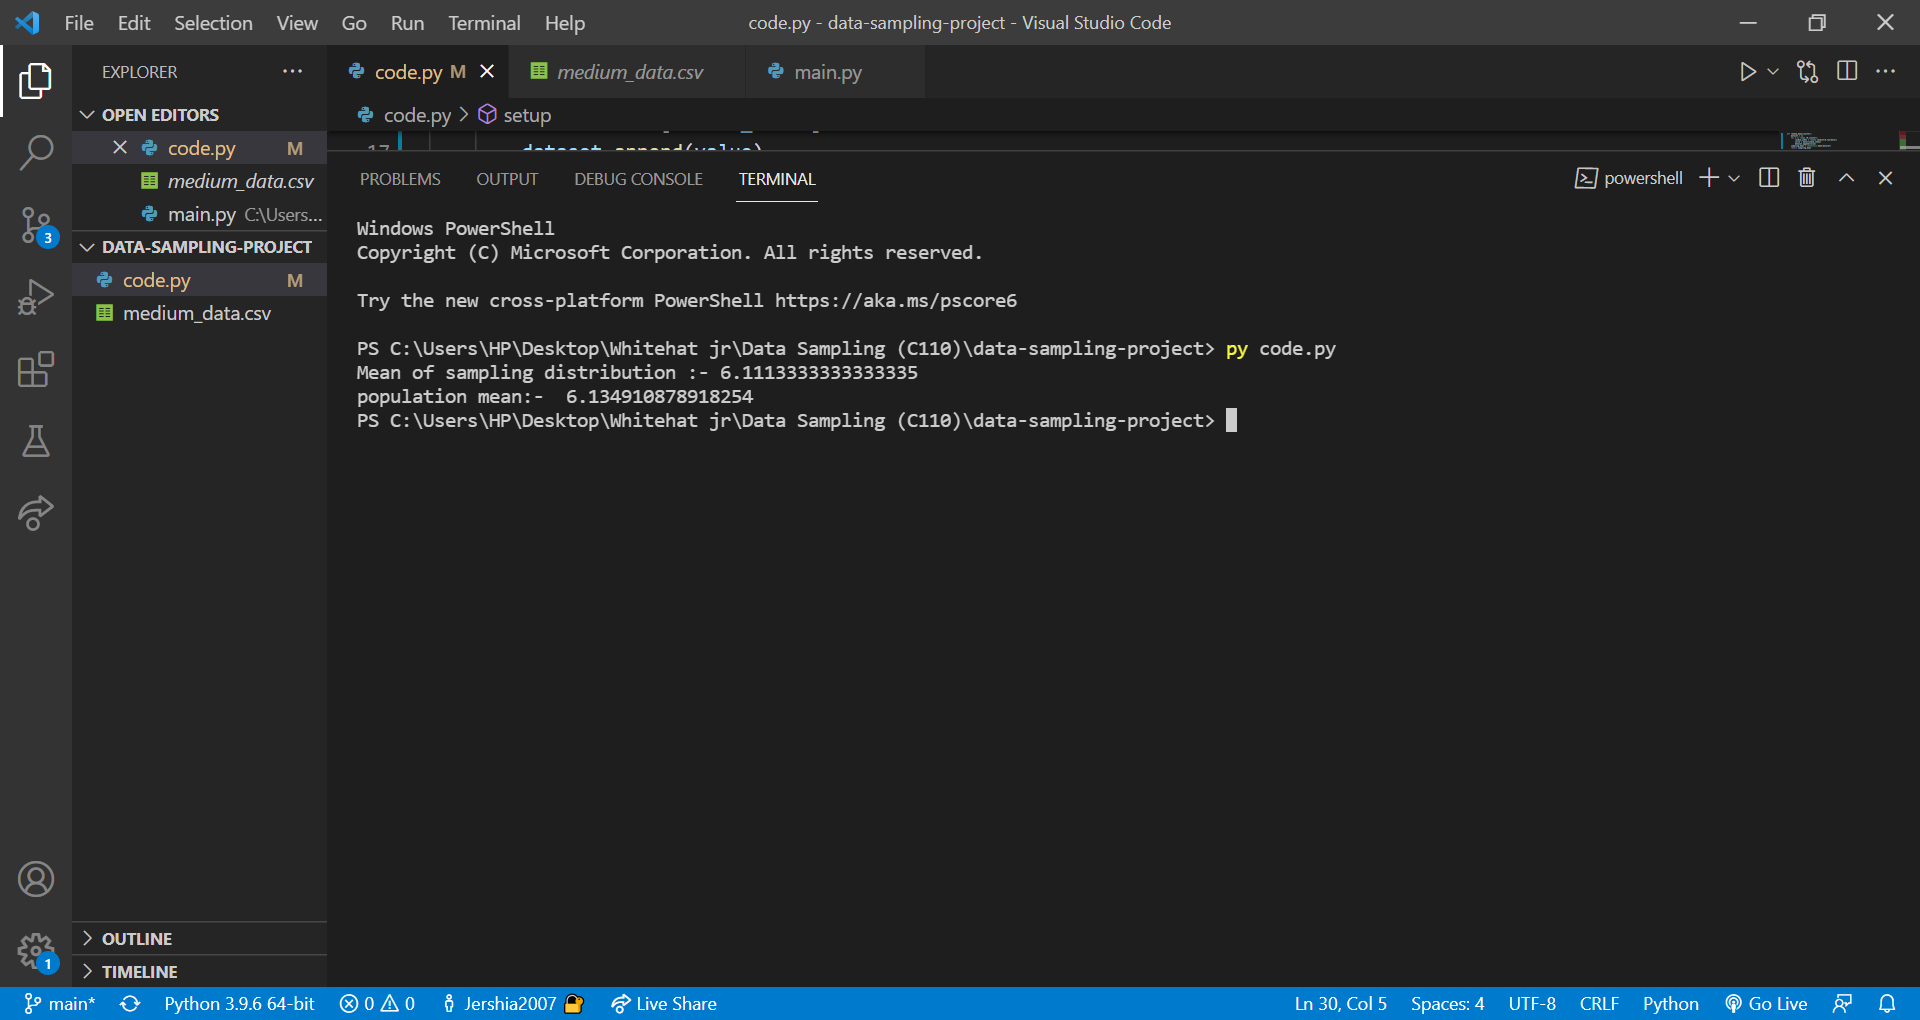 File Edit Selection View Go Run Terminal Help
code.py - data-sampling-project - Visual Studio Code
EXPLORER
OPEN EDITORS
code.py M
medium_data.csv
main.py C:\Users...
DATA-SAMPLING-PROJECT
code.py M
medium_data.csv
OUTLINE
TIMELINE
3
1
code.py M
medium_data.csv
main.py
code.py > setup
17 dataset.append(value)
PROBLEMS OUTPUT DEBUG CONSOLE TERMINAL
powershell
Windows PowerShell
Copyright (C) Microsoft Corporation. All rights reserved.
Try the new cross-platform PowerShell https://aka.ms/pscore6
PS C:\Users\HP\Desktop\Whitehat jr\Data Sampling (C110)\data-sampling-project> py code.py
Mean of sampling distribution :- 6.1113333333333335
population mean:-  6.134910878918254
PS C:\Users\HP\Desktop\Whitehat jr\Data Sampling (C110)\data-sampling-project>
main* Python 3.9.6 64-bit 0 0 Jershia2007 Live Share Ln 30, Col 5 Spaces: 4 UTF-8 CRLF Python Go Live